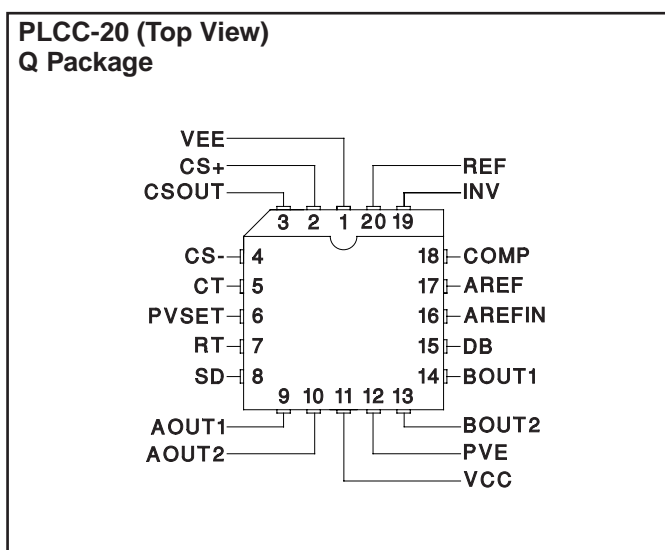 PLCC-20 (Top View)
Q Package
VEE
CS+
CSOUT
REF
INV
3 2 1 20 19
CS- 4
CT 5
PVSET 6
RT 7
SD 8
18 COMP
17 AREF
16 AREFIN
15 DB
14 BOUT1
9 10 11 12 13
AOUT1
AOUT2
BOUT2
PVE
VCC